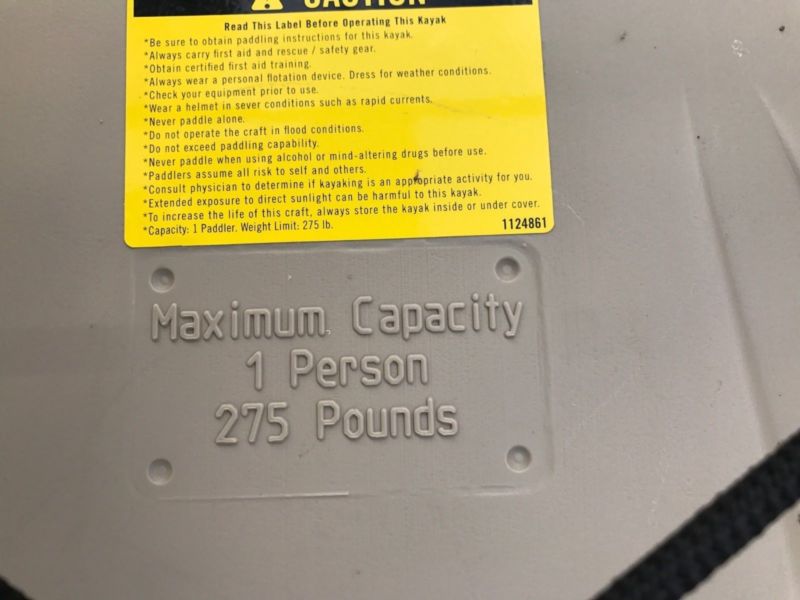 CAUTION
Read This Label Before Operating This Kayak
*Be sure to obtain paddling instructions for this kayak.
*Always carry first aid and rescue / safety gear.
*Obtain certified first aid training.
*Always wear a personal flotation device. Dress for weather conditions.
*Check your equipment prior to use.
*Wear a helmet in sever conditions such as rapid currents.
*Never paddle alone.
*Do not operate the craft in flood conditions.
*Do not exceed paddling capability.
*Never paddle when using alcohol or mind-altering drugs before use.
*Paddlers assume all risk to self and others.
*Consult physician to determine if kayaking is an appropriate activity for you.
*Extended exposure to direct sunlight can be harmful to this kayak.
*To increase the life of this craft, always store the kayak inside or under cover.
*Capacity: 1 Paddler. Weight Limit: 275 lb. 1124861
Maximum Capacity
1 Person
275 Pounds